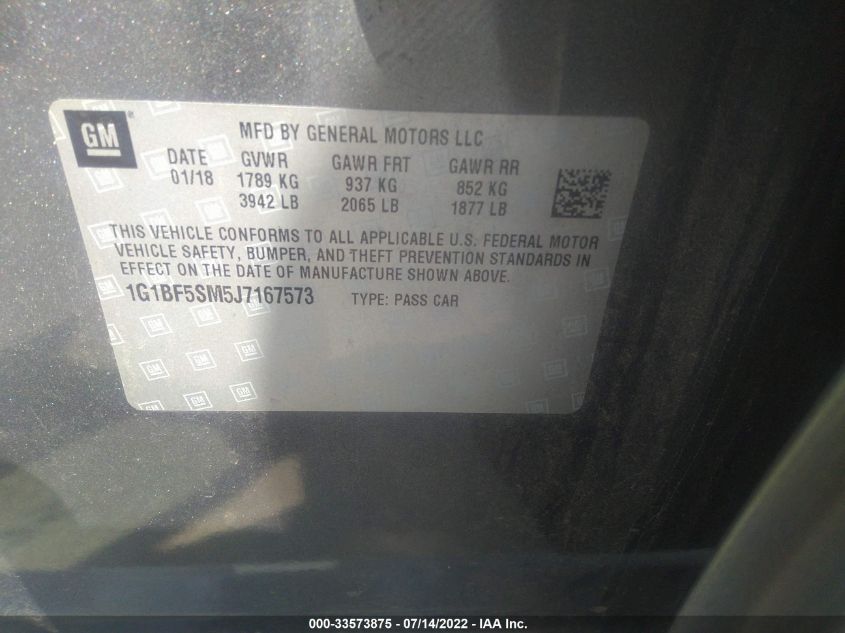 GM
MFD BY GENERAL MOTORS LLC
DATE GVWR GAWR FRT GAWR RR
01/18 1789 KG 937 KG 852 KG
3942 LB 2065 LB 1877 LB
THIS VEHICLE CONFORMS TO ALL APPLICABLE U.S. FEDERAL MOTOR
VEHICLE SAFETY, BUMPER, AND THEFT PREVENTION STANDARDS IN
EFFECT ON THE DATE OF MANUFACTURE SHOWN ABOVE.
1G1BF5SM5J7167573 TYPE: PASS CAR
000-33573875 - 07/14/2022 - IAA Inc.